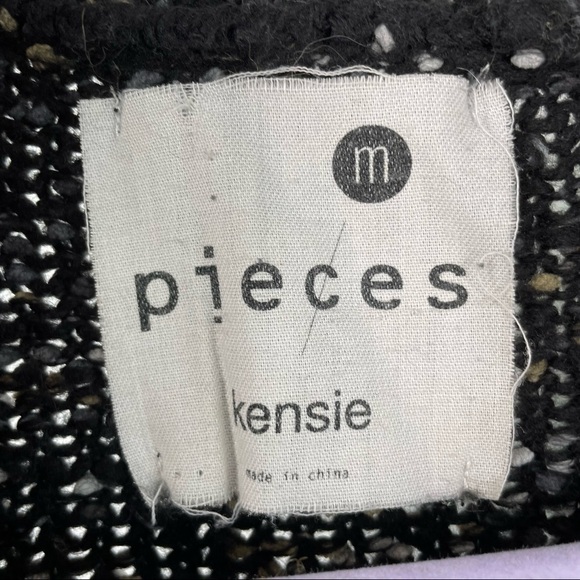 m
pieces
kensie
made in china